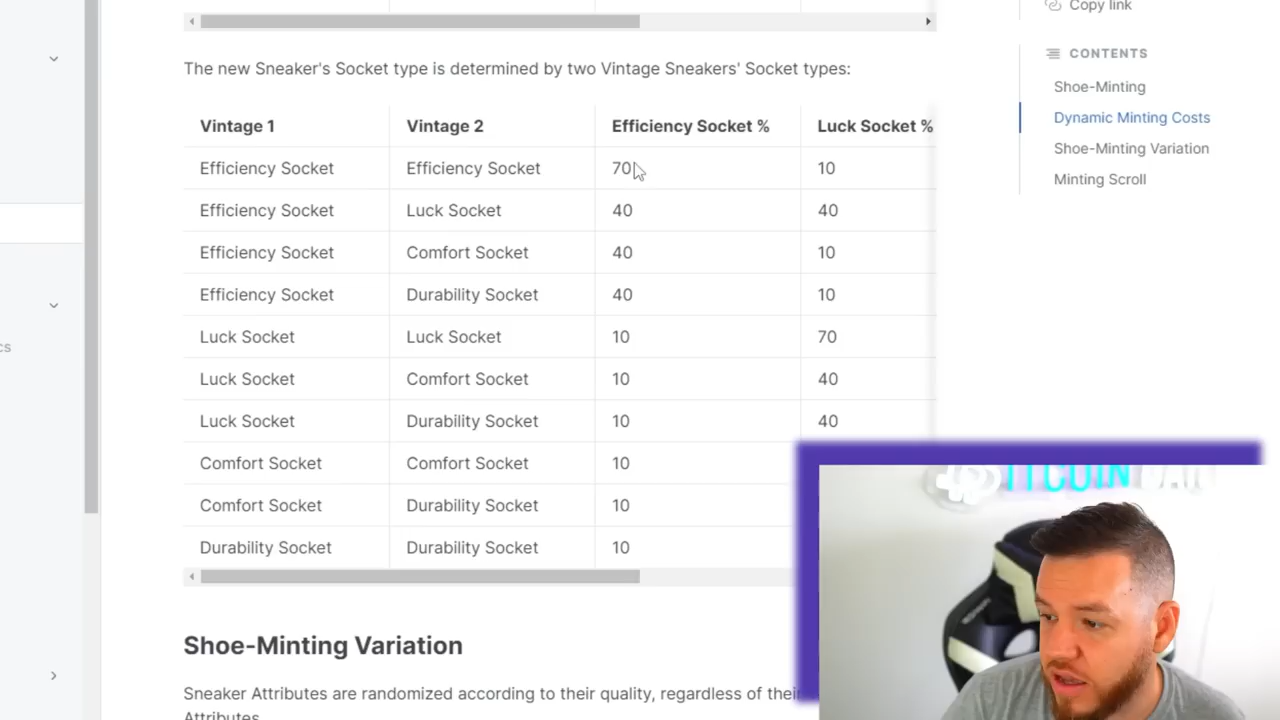 Copy link
CONTENTS
Shoe-Minting
Dynamic Minting Costs
Shoe-Minting Variation
Minting Scroll
The new Sneaker's Socket type is determined by two Vintage Sneakers' Socket types:
Vintage 1 Vintage 2 Efficiency Socket % Luck Socket %
Efficiency Socket Efficiency Socket 70 10
Efficiency Socket Luck Socket 40 40
Efficiency Socket Comfort Socket 40 10
Efficiency Socket Durability Socket 40 10
Luck Socket Luck Socket 10 70
Luck Socket Comfort Socket 10 40
Luck Socket Durability Socket 10 40
Comfort Socket Comfort Socket 10
Comfort Socket Durability Socket 10
Durability Socket Durability Socket 10
cs
Shoe-Minting Variation
Sneaker Attributes are randomized according to their quality, regardless of their
Attributes
ITCOIN